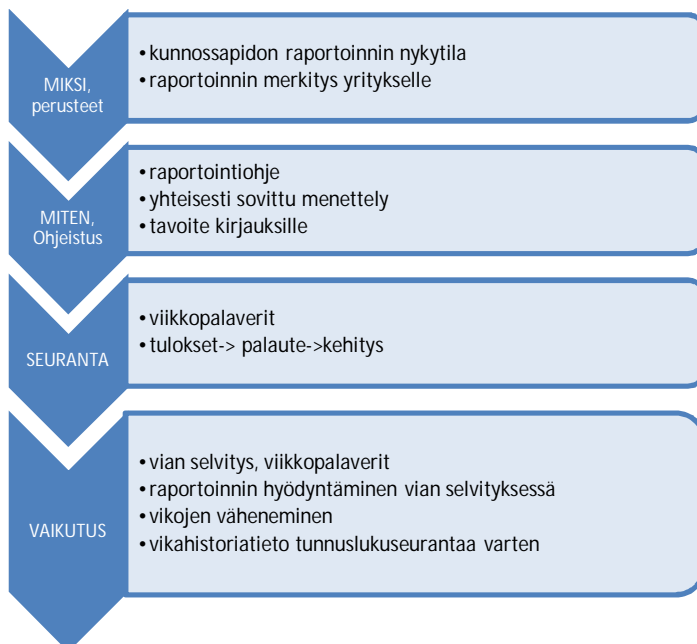 MIKSI,
perusteet
•kunnossapidon raportoinnin nykytila
•raportoinnin merkitys yritykselle
MITEN,
Ohjeistus
•raportointiohje
•yhteisesti sovittu menettely
•tavoite kirjauksille
SEURANTA
•viikkopalaverit
•tulokset-> palaute->kehitys
VAIKUTUS
•vian selvitys, viikkopalaverit
•raportoinnin hyödyntäminen vian selvityksessä
•vikojen väheneminen
•vikahistoriatieto tunnuslukuseurantaa varten